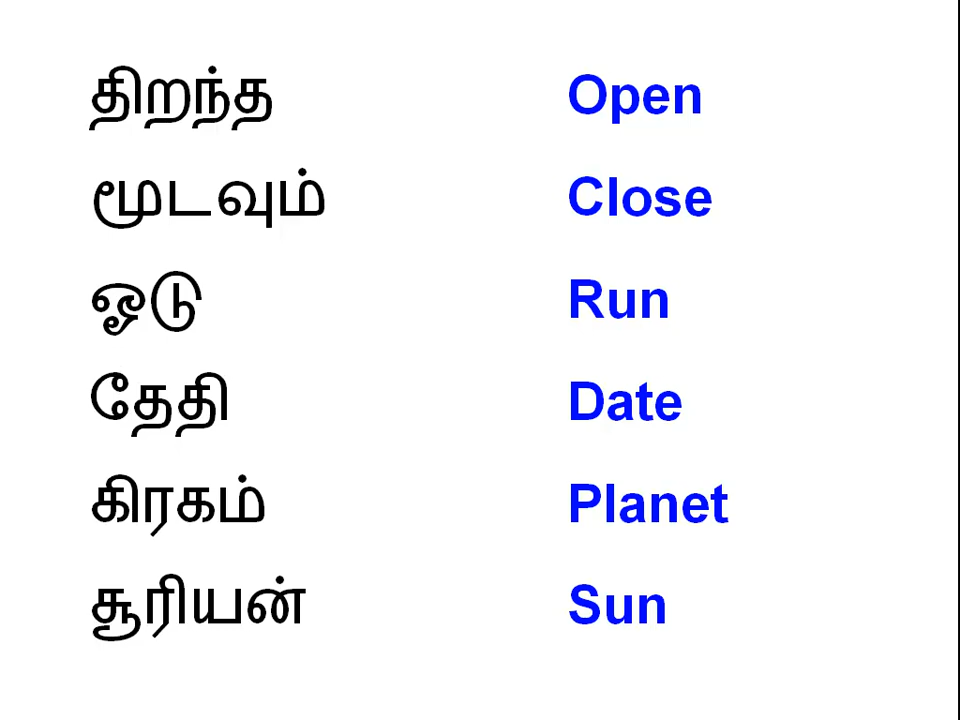 திறந்த Open
மூடவும் Close
ஓடு Run
தேதி Date
கிரகம் Planet
சூரியன் Sun